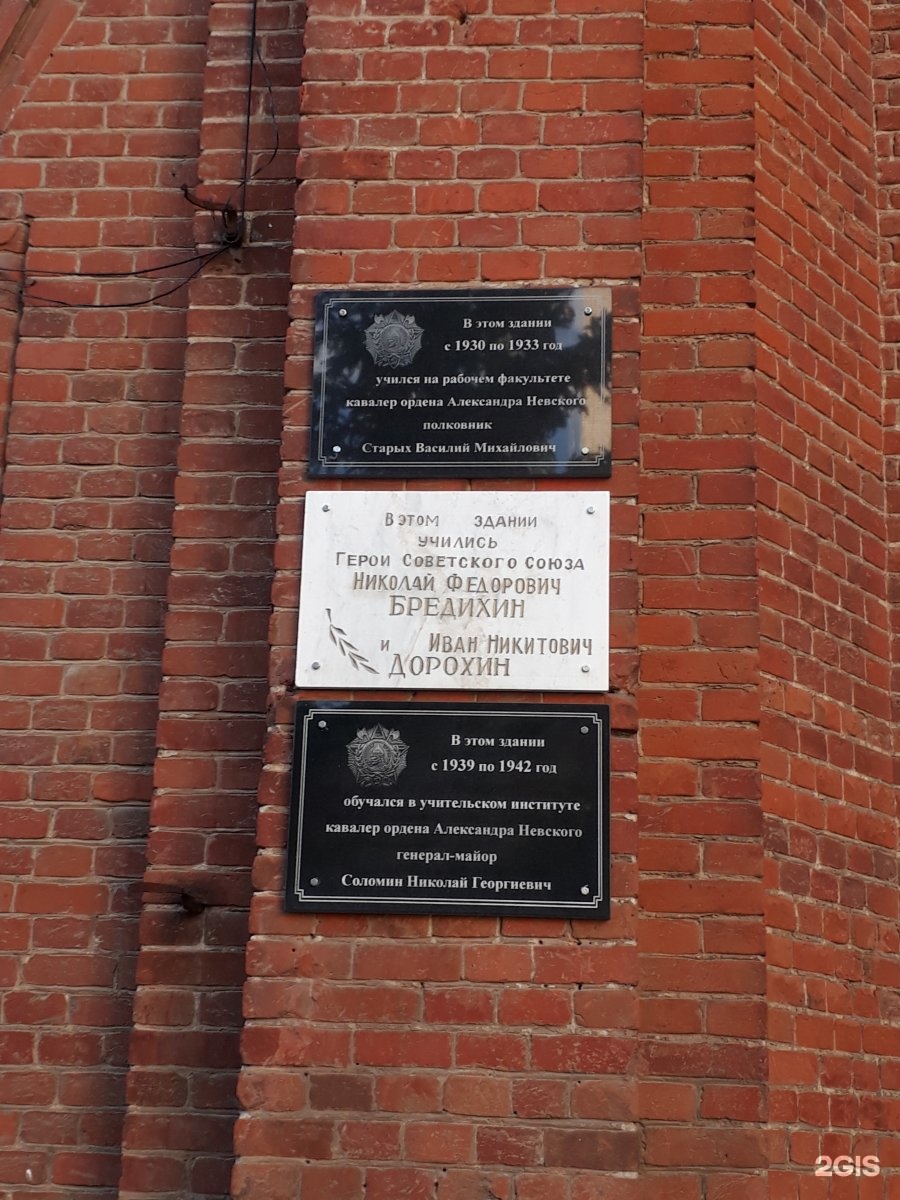 В этом здании
с 1930 по 1933 год
учился на рабочем факультете
кавалер ордена Александра Невского
полковник
Старых Василий Михайлович
В этом здании
учились
Герои Советского Союза
Николай Федорович
Бредихин
и Иван Никитович
Дорохин
В этом здании
с 1939 по 1942 год
обучался в учительском институте
кавалер ордена Александра Невского
генерал-майор
Соломин Николай Георгиевич
2GIS